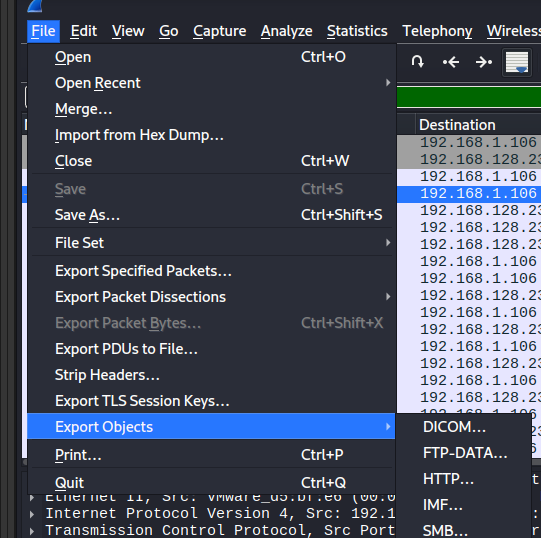 File Edit View Go Capture Analyze Statistics Telephony Wireless
Open Ctrl+O
Open Recent
Merge…
Import from Hex Dump…
Close Ctrl+W
Save Ctrl+S
Save As… Ctrl+Shift+S
File Set
Export Specified Packets…
Export Packet Dissections
Export Packet Bytes… Ctrl+Shift+X
Export PDUs to File…
Strip Headers…
Export TLS Session Keys…
Export Objects
Print… Ctrl+P
Quit Ctrl+Q
Destination
192.168.1.106
192.168.128.23
192.168.1.106
192.168.1.106
192.168.128.23
192.168.128.23
192.168.128.23
192.168.1.106
192.168.1.106
192.168.128.23
192.168.1.106
192.168.128.23
192.168.1.106
192.168.128.23
192.168.128.23
192.168.1.106
DICOM…
FTP-DATA…
HTTP…
IMF…
SMB…
Ethernet II, Src: VMware_d5:bf:e6 (00:0
Internet Protocol Version 4, Src: 192.1
Transmission Control Protocol, Src Port